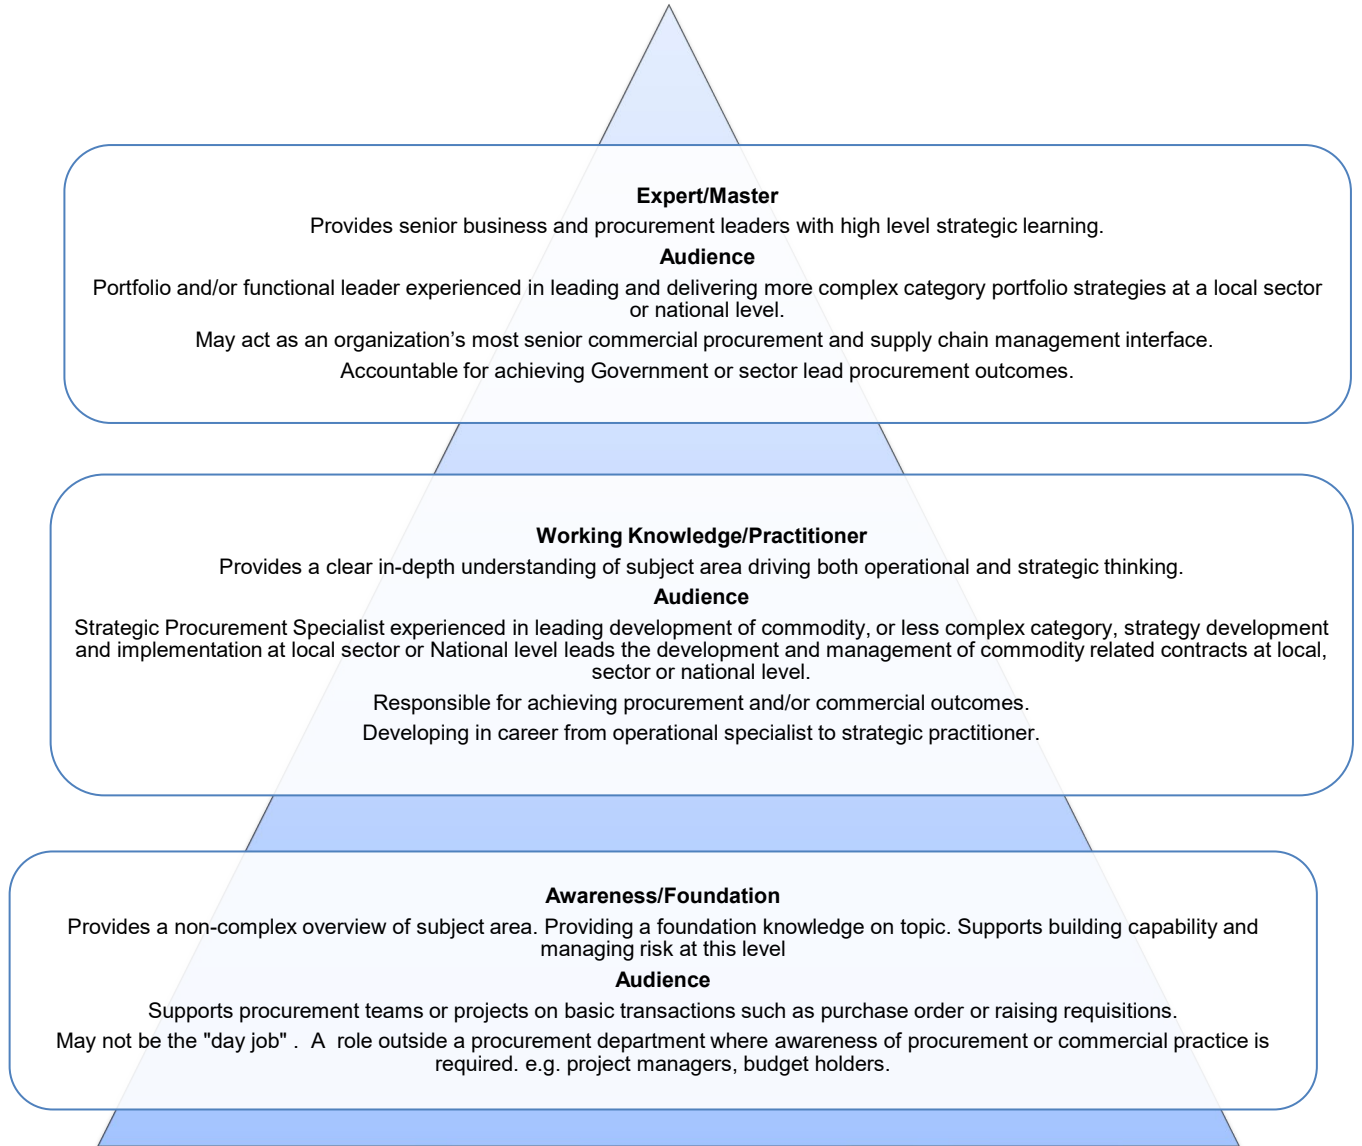 Expert/Master
Provides senior business and procurement leaders with high level strategic learning.
Audience
Portfolio and/or functional leader experienced in leading and delivering more complex category portfolio strategies at a local sector
or national level.
May act as an organization’s most senior commercial procurement and supply chain management interface.
Accountable for achieving Government or sector lead procurement outcomes.
Working Knowledge/Practitioner
Provides a clear in-depth understanding of subject area driving both operational and strategic thinking.
Audience
Strategic Procurement Specialist experienced in leading development of commodity, or less complex category, strategy development
and implementation at local sector or National level leads the development and management of commodity related contracts at local,
sector or national level.
Responsible for achieving procurement and/or commercial outcomes.
Developing in career from operational specialist to strategic practitioner.
Awareness/Foundation
Provides a non-complex overview of subject area. Providing a foundation knowledge on topic. Supports building capability and
managing risk at this level
Audience
Supports procurement teams or projects on basic transactions such as purchase order or raising requisitions.
May not be the "day job" .  A  role outside a procurement department where awareness of procurement or commercial practice is
required. e.g. project managers, budget holders.